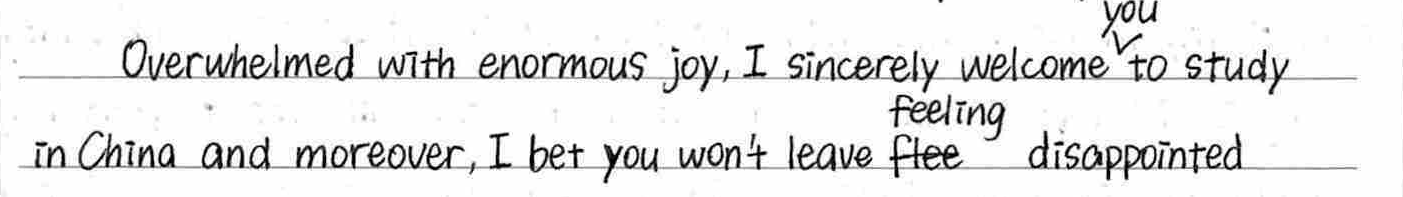 Overwhelmed with enormous joy, I sincerely welcome you to study
in China and moreover, I bet you won't leave feeling disappointed